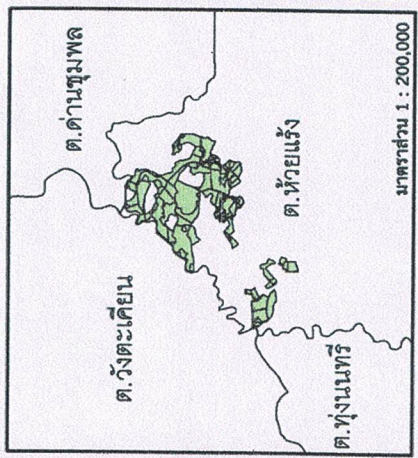 ต.ด่านชุมพล
ต.วังตะเคียน
ต.ห้วยแร้ง
ต.ทุ่งนนทรี
มาตราส่วน 1 : 200,000